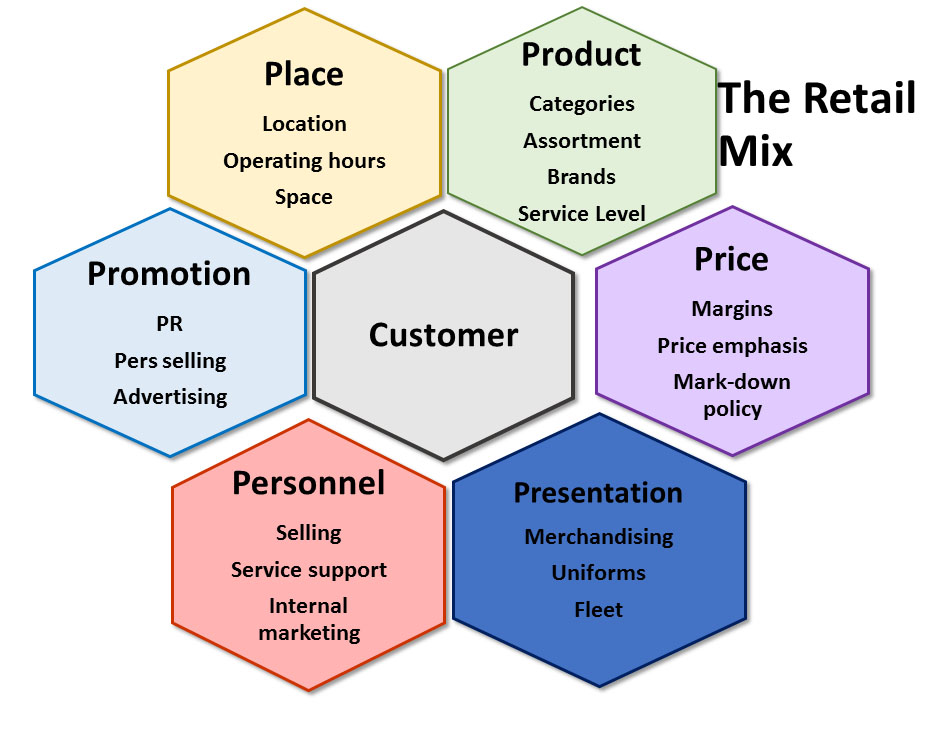 The Retail
Mix
Place
Location
Operating hours
Space
Product
Categories
Assortment
Brands
Service Level
Promotion
PR
Pers selling
Advertising
Customer
Price
Margins
Price emphasis
Mark-down
policy
Personnel
Selling
Service support
Internal
marketing
Presentation
Merchandising
Uniforms
Fleet